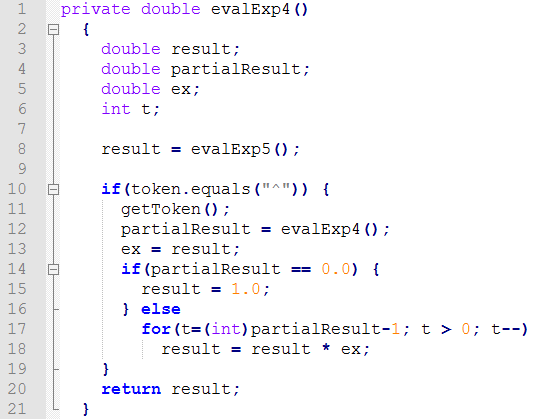 1 private double evalExp4()
2 {
3 double result;
4 double partialResult;
5 double ex;
6 int t;
7
8 result = evalExp5();
9
10 if(token.equals("^")) {
11 getToken();
12 partialResult = evalExp4();
13 ex = result;
14 if(partialResult == 0.0) {
15 result = 1.0;
16 } else
17 for(t=(int)partialResult-1; t > 0; t--)
18 result = result * ex;
19 }
20 return result;
21 }